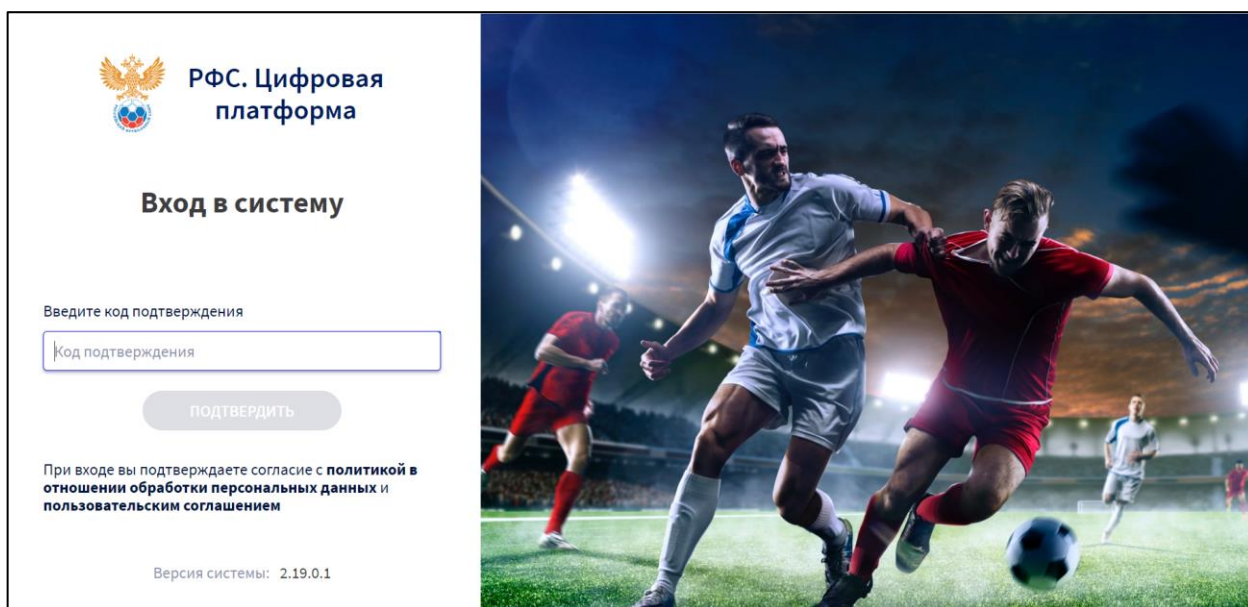 РФС. Цифровая
платформа
Вход в систему
Введите код подтверждения
Код подтверждения
ПОДТВЕРДИТЬ
При входе вы подтверждаете согласие с политикой в
отношении обработки персональных данных и
пользовательским соглашением
Версия системы: 2.19.0.1